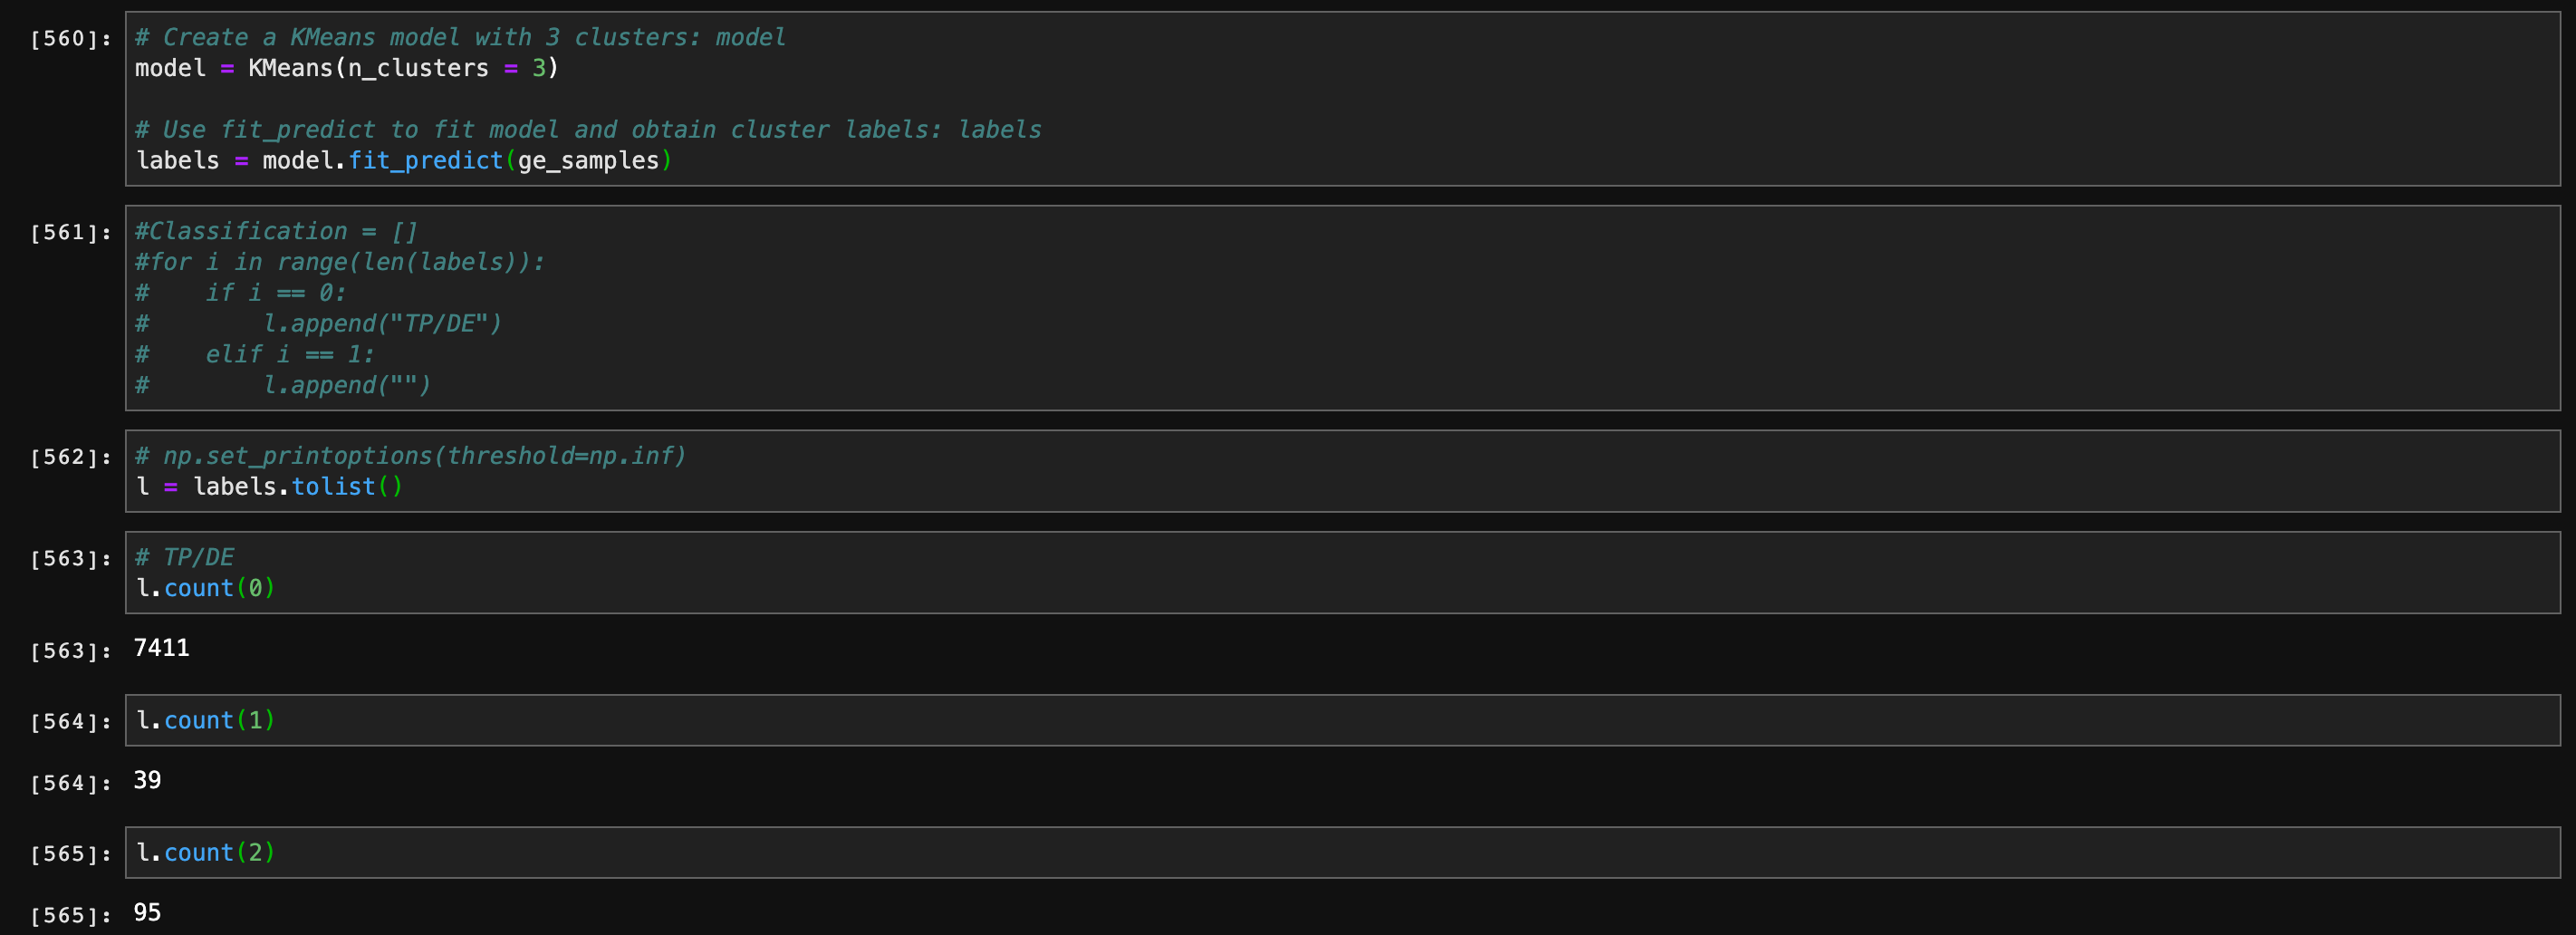 [560]: # Create a KMeans model with 3 clusters: model
model = KMeans(n_clusters = 3)
# Use fit_predict to fit model and obtain cluster labels: labels
labels = model.fit_predict(ge_samples)
[561]: #Classification = []
#for i in range(len(labels)):
#    if i == 0:
#        l.append("TP/DE")
#    elif i == 1:
#        l.append("")
[562]: # np.set_printoptions(threshold=np.inf)
l = labels.tolist()
[563]: # TP/DE
l.count(0)
[563]: 7411
[564]: l.count(1)
[564]: 39
[565]: l.count(2)
[565]: 95